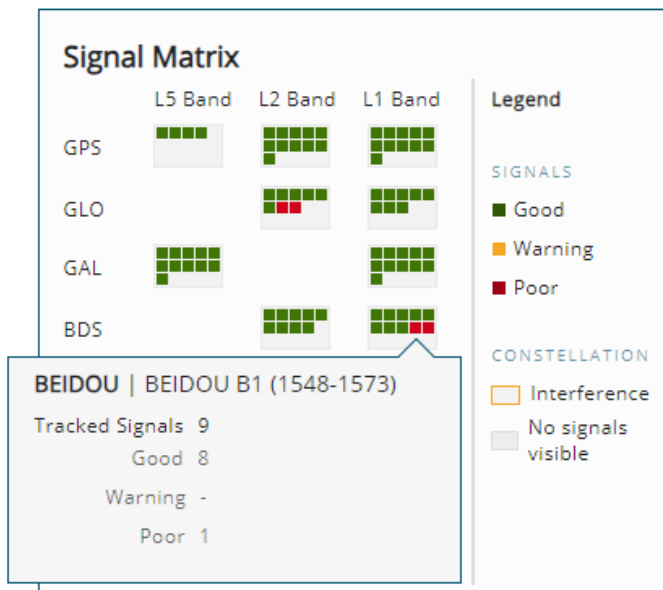 Signal Matrix
L5 Band L2 Band L1 Band
GPS
GLO
GAL
BDS
BEIDOU | BEIDOU B1 (1548-1573)
Tracked Signals 9
Good 8
Warning -
Poor 1
Legend
SIGNALS
Good
Warning
Poor
CONSTELLATION
Interference
No signals
visible